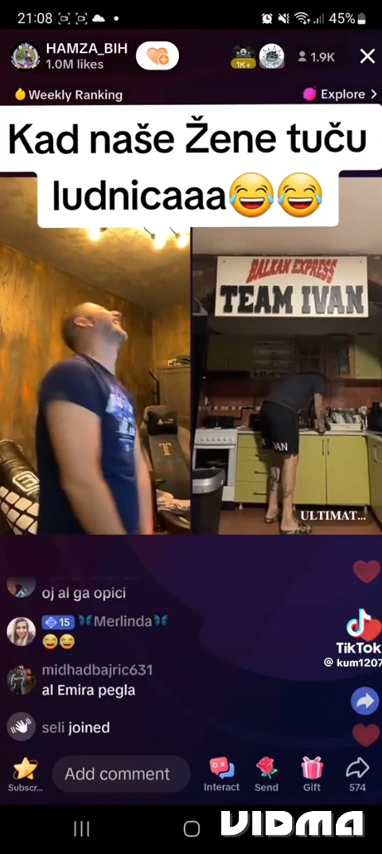 21:08
45%
HAMZA_BIH
1.0M likes
1K+
1.9K
Weekly Ranking
Explore >
Kad naše Žene tuču
ludnicaaa😂😂
BALKAN EXPRESS
TEAM IVAN
ULTIMAT...
oj al ga opici
15 Merlinda
😂😂
midhadbajric631
al Emira pegla
seli joined
TikTok
@ kum1207
Subscr...
Add comment
Interact
Send
Gift
574
VIDMA